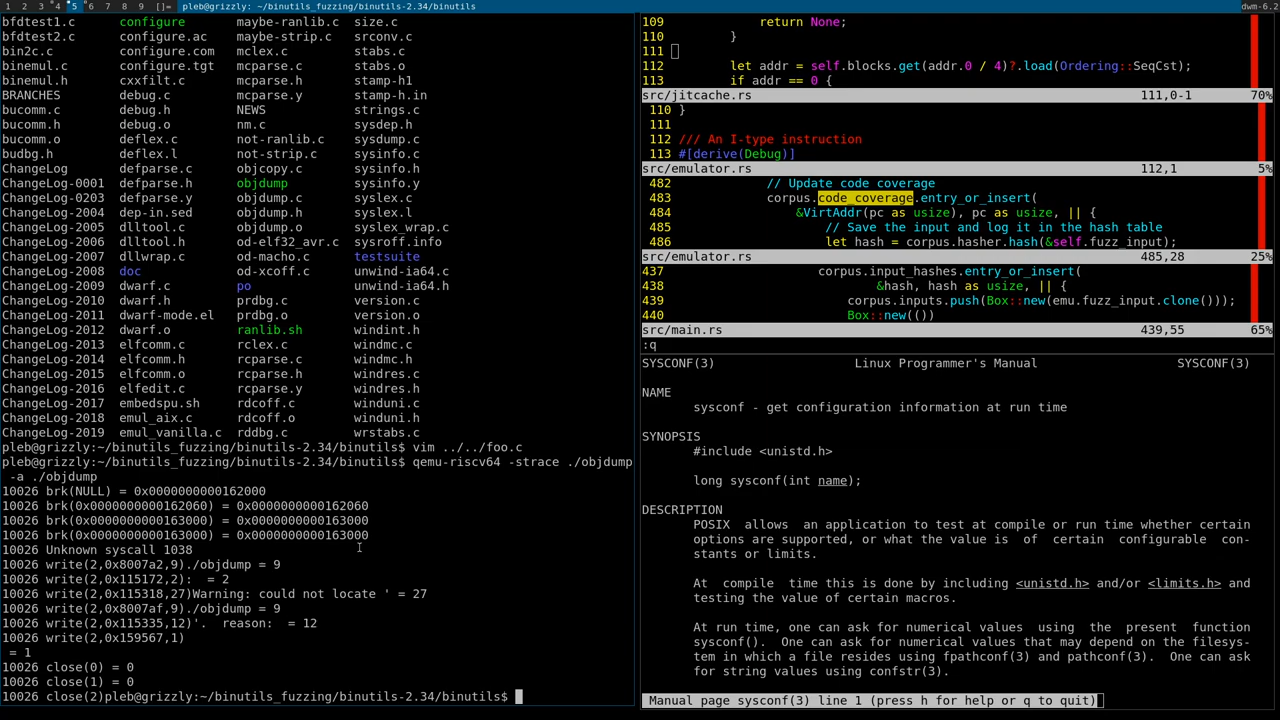 1 2 3 4 5 6 7 8 9 []= pleb@grizzly:~/binutils_fuzzing/binutils-2.34/binutils dwm-6.2
bfdtest1.c configure maybe-ranlib.c size.c
bfdtest2.c configure.ac maybe-strip.c srconv.c
bin2c.c configure.com mclex.c stabs.c
binemul.c configure.tgt mcparse.c stabs.o
binemul.h cxxfilt.c mcparse.h stamp-h1
BRANCHES debug.c mcparse.y stamp-h.in
bucomm.c debug.h NEWS strings.c
bucomm.h debug.o nm.c sysdep.h
bucomm.o deflex.c not-ranlib.c sysdump.c
budbg.h deflex.l not-strip.c sysinfo.c
ChangeLog defparse.c objcopy.c sysinfo.h
ChangeLog-0001 defparse.h objdump sysinfo.y
ChangeLog-0203 defparse.y objdump.c syslex.c
ChangeLog-2004 dep-in.sed objdump.h syslex.l
ChangeLog-2005 dlltool.c objdump.o syslex_wrap.c
ChangeLog-2006 dlltool.h od-elf32_avr.c sysroff.info
ChangeLog-2007 dllwrap.c od-macho.c testsuite
ChangeLog-2008 doc od-xcoff.c unwind-ia64.c
ChangeLog-2009 dwarf.c po unwind-ia64.h
ChangeLog-2010 dwarf.h prdbg.c version.c
ChangeLog-2011 dwarf-mode.el prdbg.o version.o
ChangeLog-2012 dwarf.o ranlib.sh windint.h
ChangeLog-2013 elfcomm.c rclex.c windmc.c
ChangeLog-2014 elfcomm.h rcparse.c windmc.h
ChangeLog-2015 elfcomm.o rcparse.h windres.c
ChangeLog-2016 elfedit.c rcparse.y windres.h
ChangeLog-2017 embedspu.sh rdcoff.c winduni.c
ChangeLog-2018 emul_aix.c rdcoff.o winduni.h
ChangeLog-2019 emul_vanilla.c rddbg.c wrstabs.c
pleb@grizzly:~/binutils_fuzzing/binutils-2.34/binutils$ vim ../../foo.c
pleb@grizzly:~/binutils_fuzzing/binutils-2.34/binutils$ qemu-riscv64 -strace ./objdump
-a ./objdump
10026 brk(NULL) = 0x0000000000162000
10026 brk(0x0000000000162060) = 0x0000000000162060
10026 brk(0x0000000000163000) = 0x0000000000163000
10026 brk(0x0000000000163000) = 0x0000000000163000
10026 Unknown syscall 1038
10026 write(2,0x8007a2,9)./objdump = 9
10026 write(2,0x115172,2):  = 2
10026 write(2,0x115318,27)Warning: could not locate ' = 27
10026 write(2,0x8007af,9)./objdump = 9
10026 write(2,0x115335,12)'.  reason:  = 12
10026 write(2,0x159567,1)
= 1
10026 close(0) = 0
10026 close(1) = 0
10026 close(2)pleb@grizzly:~/binutils_fuzzing/binutils-2.34/binutils$
109 return None;
110 }
111
112 let addr = self.blocks.get(addr.0 / 4)?.load(Ordering::SeqCst);
113 if addr == 0 {
src/jitcache.rs 111,0-1 70%
110 }
111
112 /// An I-type instruction
113 #[derive(Debug)]
src/emulator.rs 112,1 5%
482 // Update code coverage
483 corpus.code_coverage.entry_or_insert(
484 &VirtAddr(pc as usize), pc as usize, || {
485 // Save the input and log it in the hash table
486 let hash = corpus.hasher.hash(&self.fuzz_input);
src/emulator.rs 485,28 25%
437 corpus.input_hashes.entry_or_insert(
438 &hash, hash as usize, || {
439 corpus.inputs.push(Box::new(emu.fuzz_input.clone()));
440 Box::new(())
src/main.rs 439,55 65%
:q
SYSCONF(3) Linux Programmer's Manual SYSCONF(3)
NAME
sysconf - get configuration information at run time
SYNOPSIS
#include <unistd.h>
long sysconf(int name);
DESCRIPTION
POSIX allows an application to test at compile or run time whether certain
options are supported, or what the value is of certain configurable con-
stants or limits.
At compile time this is done by including <unistd.h> and/or <limits.h> and
testing the value of certain macros.
At run time, one can ask for numerical values using the present function
sysconf(). One can ask for numerical values that may depend on the filesys-
tem in which a file resides using fpathconf(3) and pathconf(3). One can ask
for string values using confstr(3).
Manual page sysconf(3) line 1 (press h for help or q to quit)